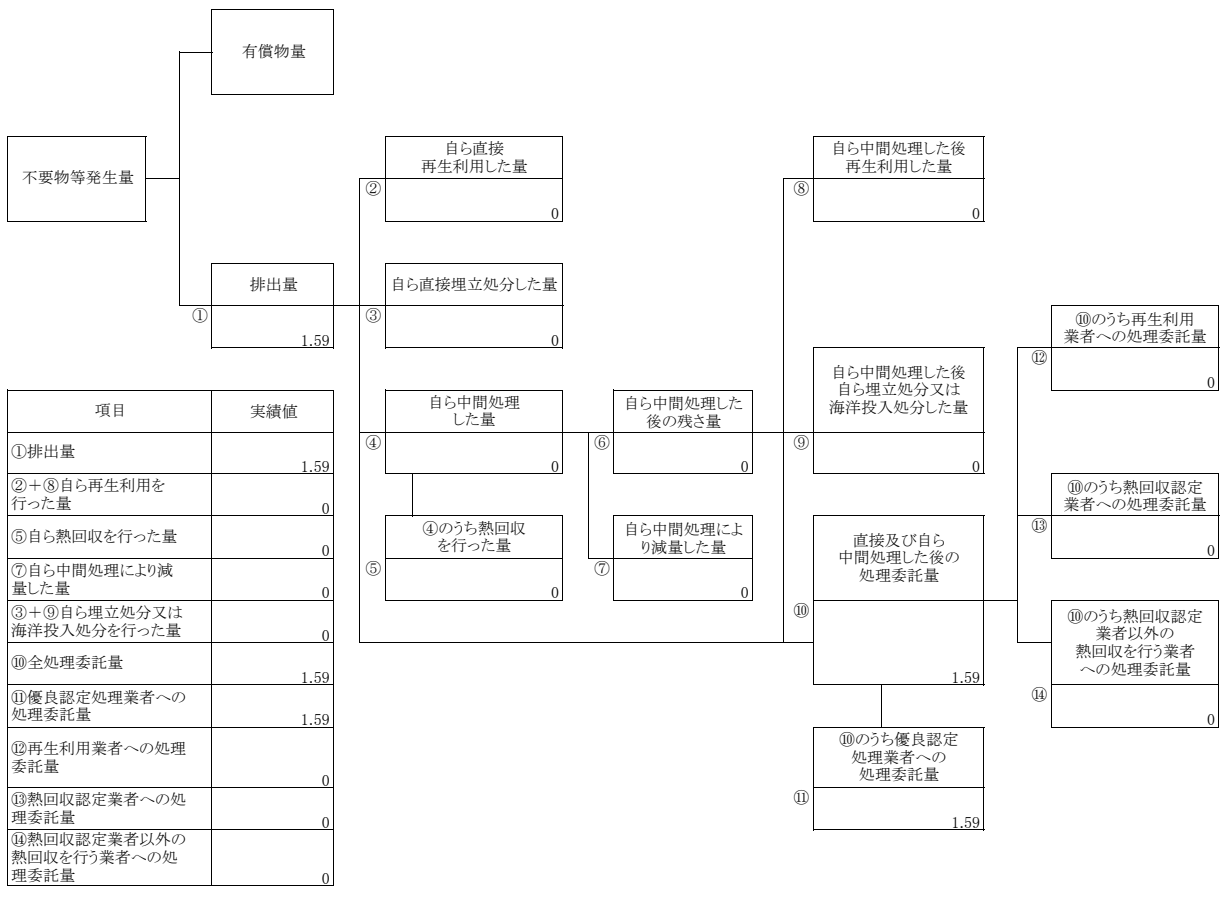 有償物量
不要物等発生量
排出量
①
1.59
自ら直接
再生利用した量
②
0
自ら直接埋立処分した量
③
0
自ら中間処理
した量
④
0
④のうち熱回収
を行った量
⑤
0
自ら中間処理した
後の残さ量
⑥
0
自ら中間処理によ
り減量した量
⑦
0
自ら中間処理した後
再生利用した量
⑧
0
自ら中間処理した後
自ら埋立処分又は
海洋投入処分した量
⑨
0
直接及び自ら
中間処理した後の
処理委託量
⑩
1.59
⑩のうち優良認定
処理業者への
処理委託量
⑪
1.59
⑩のうち再生利用
業者への処理委託量
⑫
0
⑩のうち熱回収認定
業者への処理委託量
⑬
0
⑩のうち熱回収認定
業者以外の
熱回収を行う業者
への処理委託量
⑭
0
項目 実績値
①排出量
1.59
②+⑧自ら再生利用を
行った量
0
⑤自ら熱回収を行った量
0
⑦自ら中間処理により減
量した量
0
③+⑨自ら埋立処分又は
海洋投入処分を行った量
0
⑩全処理委託量
1.59
⑪優良認定処理業者への
処理委託量
1.59
⑫再生利用業者への処理
委託量
0
⑬熱回収認定業者への処
理委託量
0
⑭熱回収認定業者以外の
熱回収を行う業者への処
理委託量
0